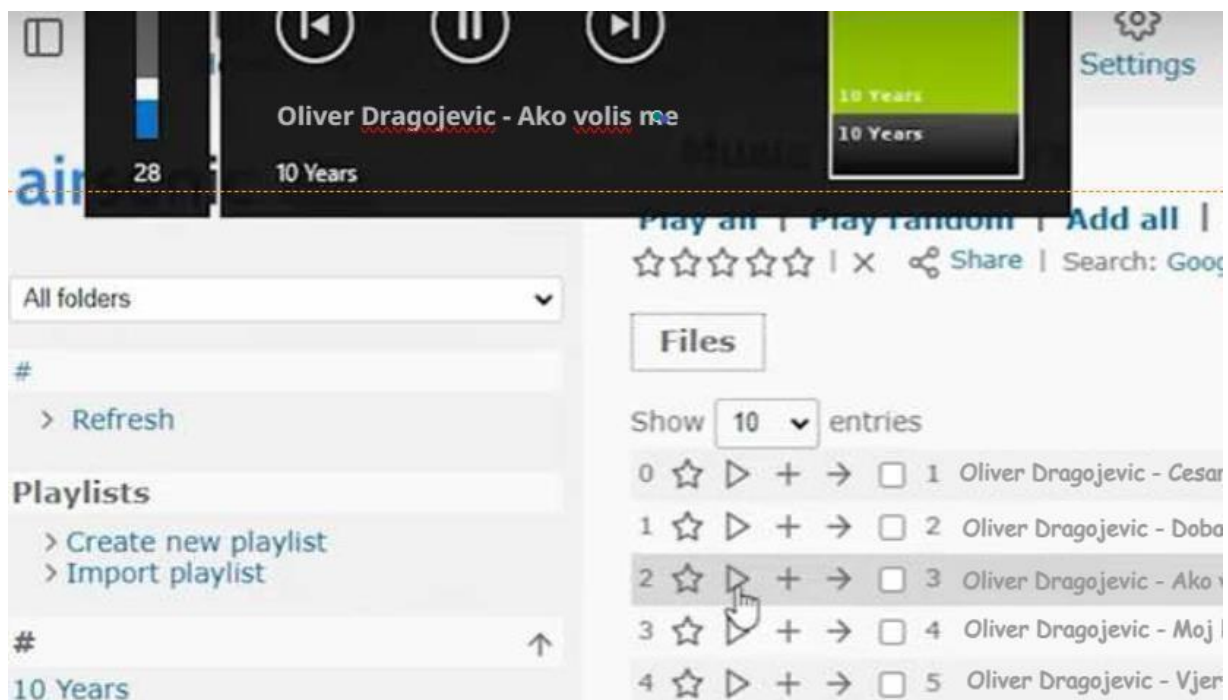 Settings
10 Years
Oliver Dragojevic - Ako volis me
10 Years
28
10 Years
airsonic
Play all | Play random | Add all |
| X Share | Search: Goog
All folders
Files
#
> Refresh
Show 10 entries
0 1 Oliver Dragojevic - Cesar
Playlists
1 2 Oliver Dragojevic - Doba
> Create new playlist
> Import playlist
2 3 Oliver Dragojevic - Ako v
# 
3 4 Oliver Dragojevic - Moj
10 Years
4 5 Oliver Dragojevic - Vjer